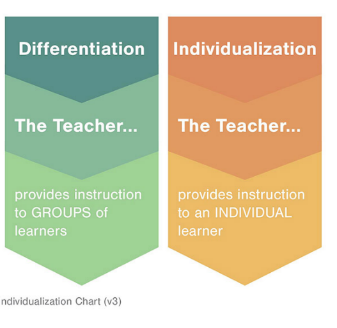 Differentiation
The Teacher...
provides instruction
to GROUPS of
learners
Individualization
The Teacher...
provides instruction
to an INDIVIDUAL
learner
ndividualization Chart (v3)